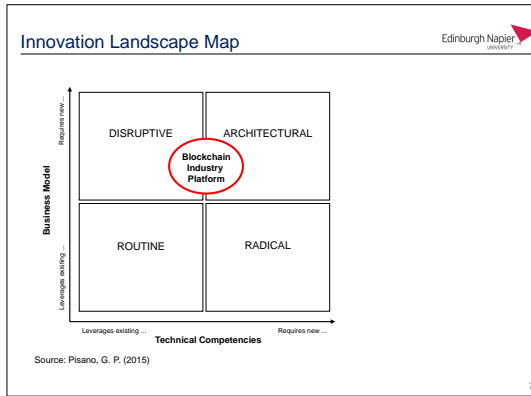 Innovation Landscape Map
Edinburgh Napier
UNIVERSITY
Requires new ...
Business Model
Leverages existing ...
DISRUPTIVE
ARCHITECTURAL
Blockchain
Industry
Platform
ROUTINE
RADICAL
Leverages existing ...
Requires new ...
Technical Competencies
Source: Pisano, G. P. (2015)